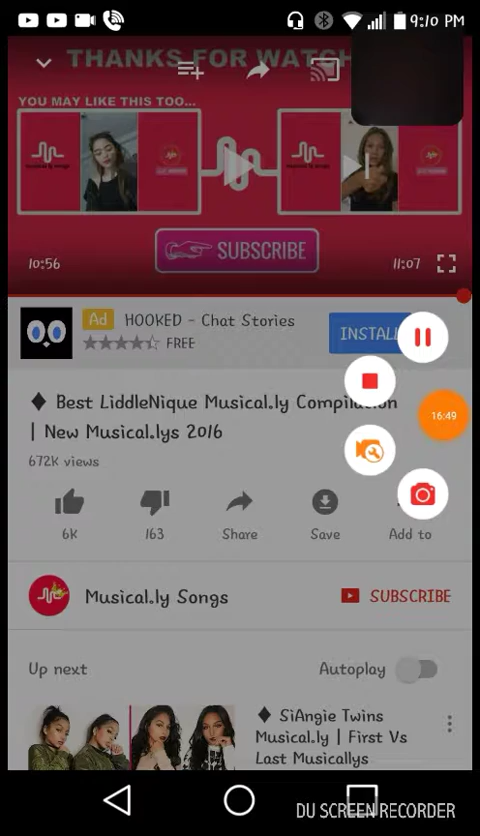 9:10 PM
THANKS FOR WATCH
YOU MAY LIKE THIS TOO...
SUBSCRIBE
10:56
11:07
Ad HOOKED - Chat Stories
FREE
INSTALL
16:49
♦ Best LiddleNique Musical.ly Compilation
| New Musical.lys 2016
672K views
6K
163
Share
Save
Add to
Musical.ly Songs
SUBSCRIBE
Up next
Autoplay
♦ SiAngie Twins
Musical.ly | First Vs
Last Musicallys
DU SCREEN RECORDER